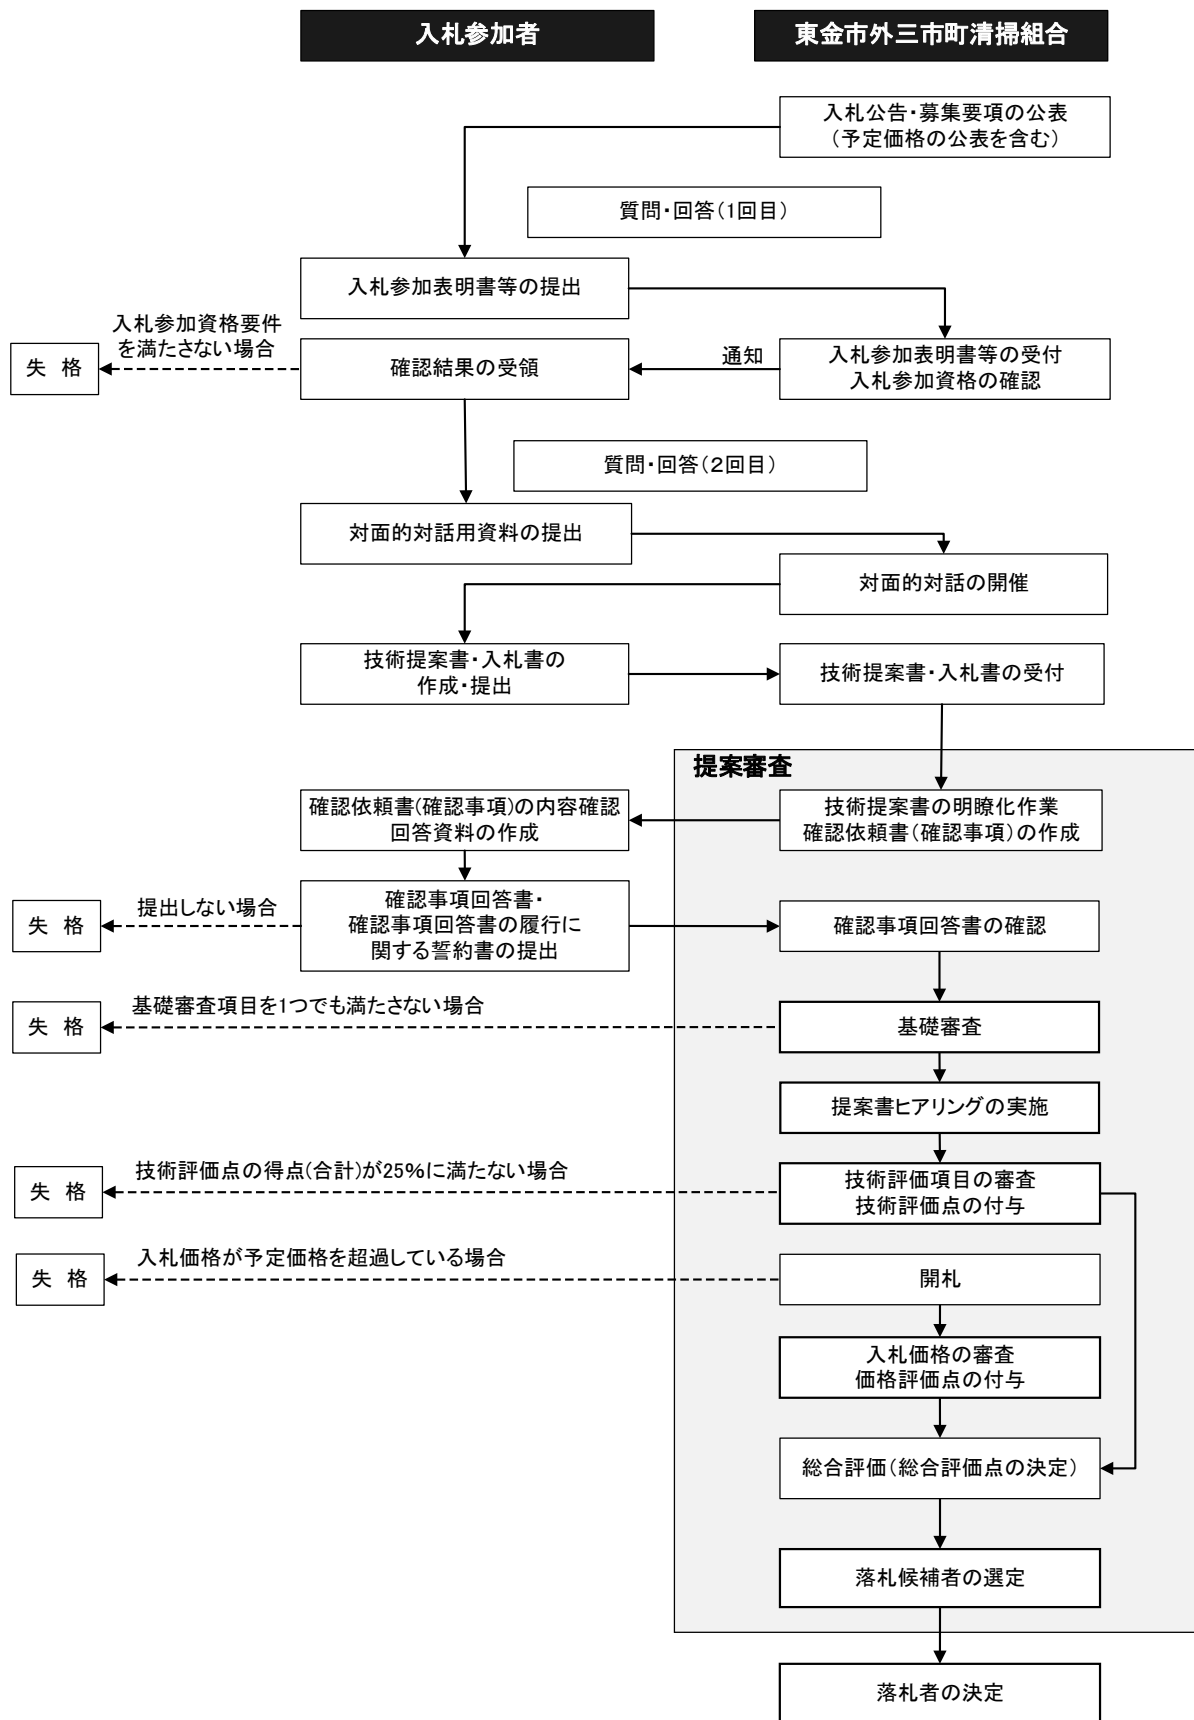 入札参加者
東金市外三市町清掃組合
入札公告・募集要項の公表
（予定価格の公表を含む）
質問・回答（1回目）
入札参加表明書等の提出
入札参加資格要件
を満たさない場合
失 格
確認結果の受領
通知
入札参加表明書等の受付
入札参加資格の確認
質問・回答（2回目）
対面的対話用資料の提出
対面的対話の開催
技術提案書・入札書の
作成・提出
技術提案書・入札書の受付
提案審査
確認依頼書(確認事項)の内容確認
回答資料の作成
技術提案書の明瞭化作業
確認依頼書（確認事項）の作成
提出しない場合
失 格
確認事項回答書・
確認事項回答書の履行に
関する誓約書の提出
確認事項回答書の確認
基礎審査項目を1つでも満たさない場合
失 格
基礎審査
提案書ヒアリングの実施
技術評価点の得点(合計)が25%に満たない場合
失 格
技術評価項目の審査
技術評価点の付与
入札価格が予定価格を超過している場合
失 格
開札
入札価格の審査
価格評価点の付与
総合評価（総合評価点の決定）
落札候補者の選定
落札者の決定